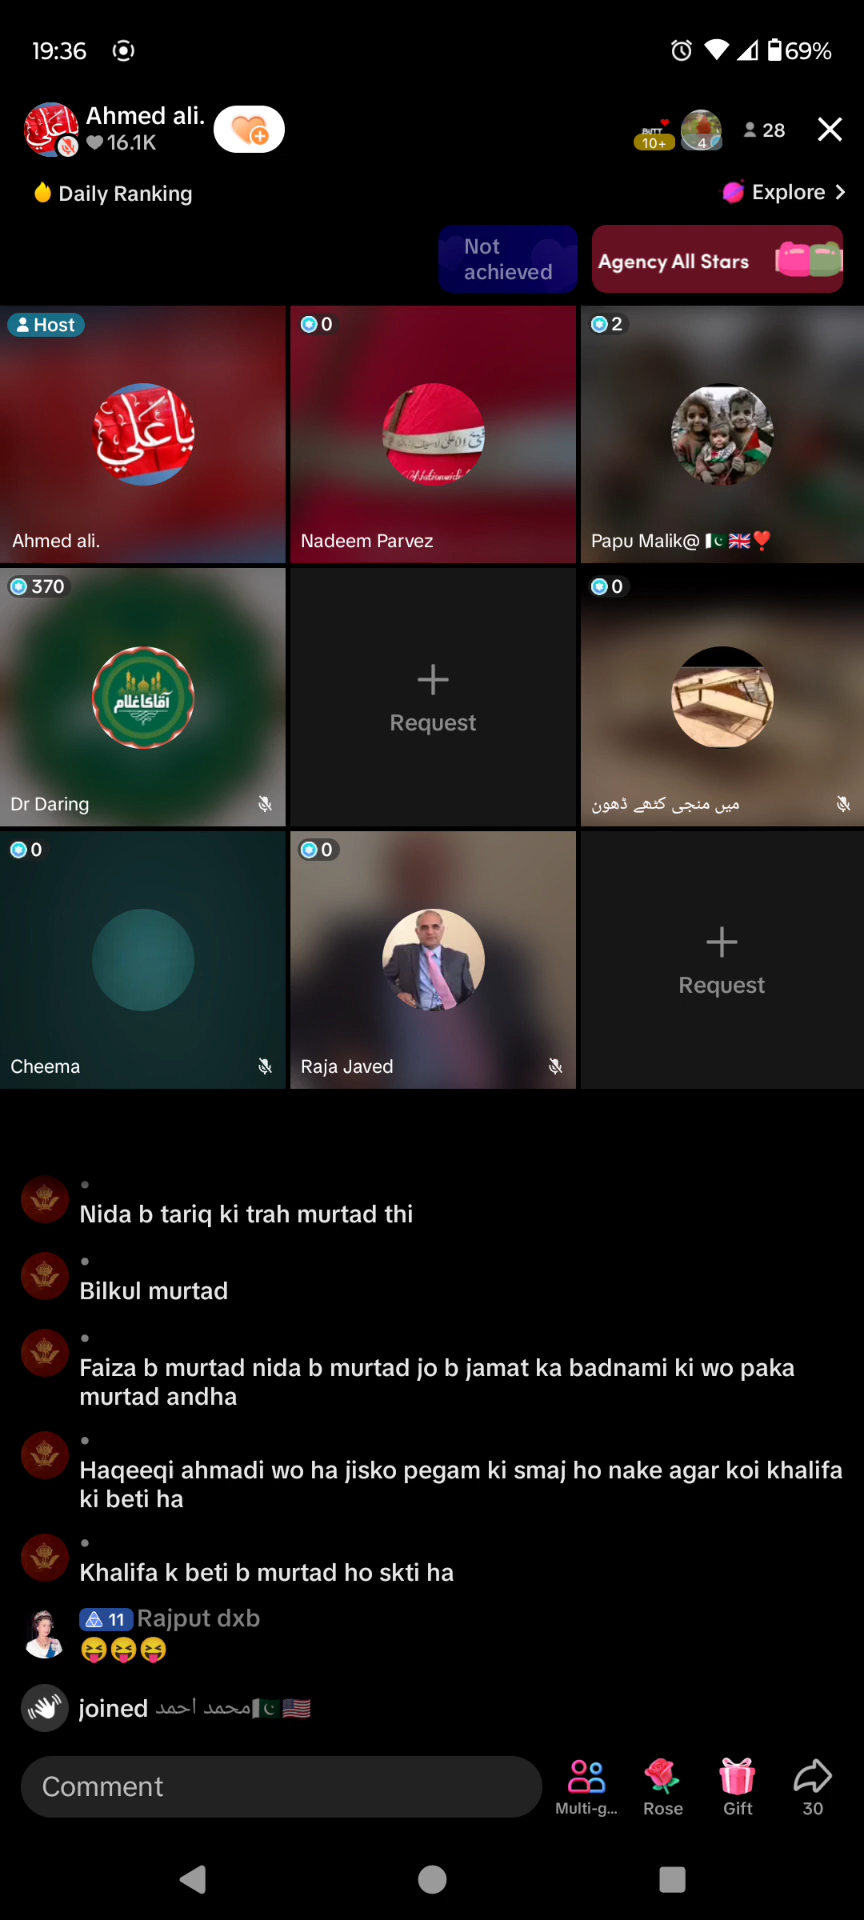 19:36
69%
Ahmed ali.
16.1K
10+
4
28
Daily Ranking
Explore
Not
achieved
Agency All Stars
Host
0
2
ياعلي
Ahmed ali.
Nadeem Parvez
Papu Malik@
370
0
آقا کا غلام
Request
Dr Daring
میں منجی کتھے ڈھون
0
0
Request
Cheema
Raja Javed
Nida b tariq ki trah murtad thi
Bilkul murtad
Faiza b murtad nida b murtad jo b jamat ka badnami ki wo paka
murtad andha
Haqeeqi ahmadi wo ha jisko pegam ki smaj ho nake agar koi khalifa
ki beti ha
Khalifa k beti b murtad ho skti ha
11 Rajput dxb
😝😝😝
joined محمد احمد🇵🇰🇺🇸
Comment
Multi-g...
Rose
Gift
30